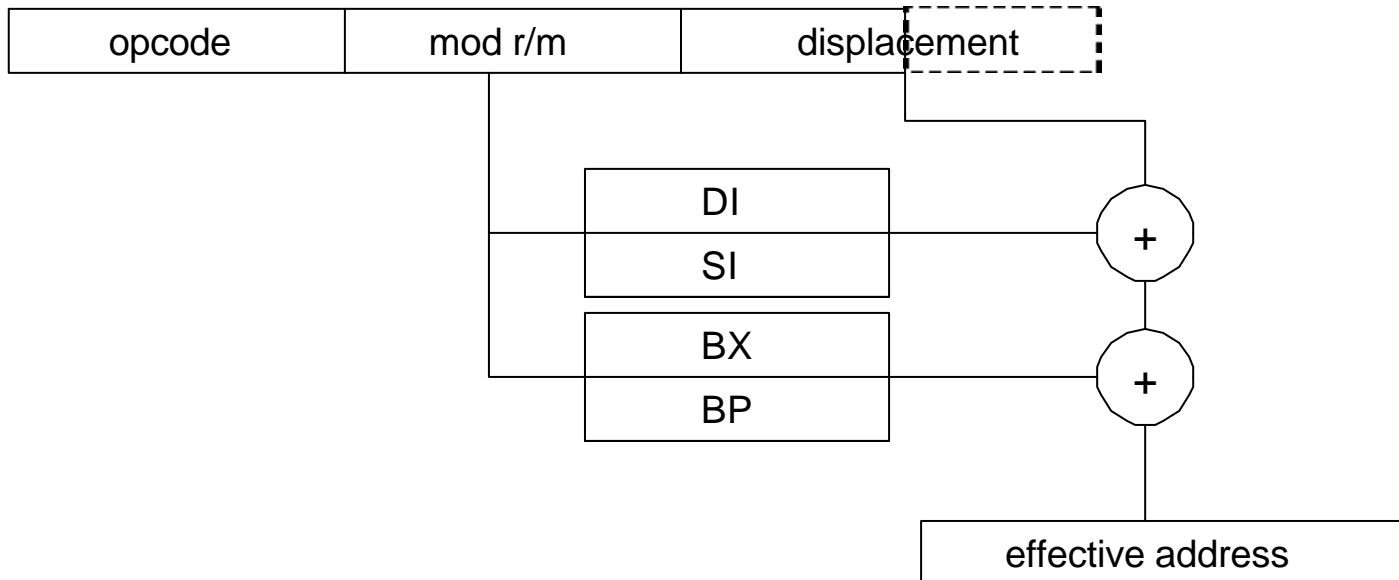 opcode mod r/m displacement
DI
+
SI
BX
+
BP
effective address